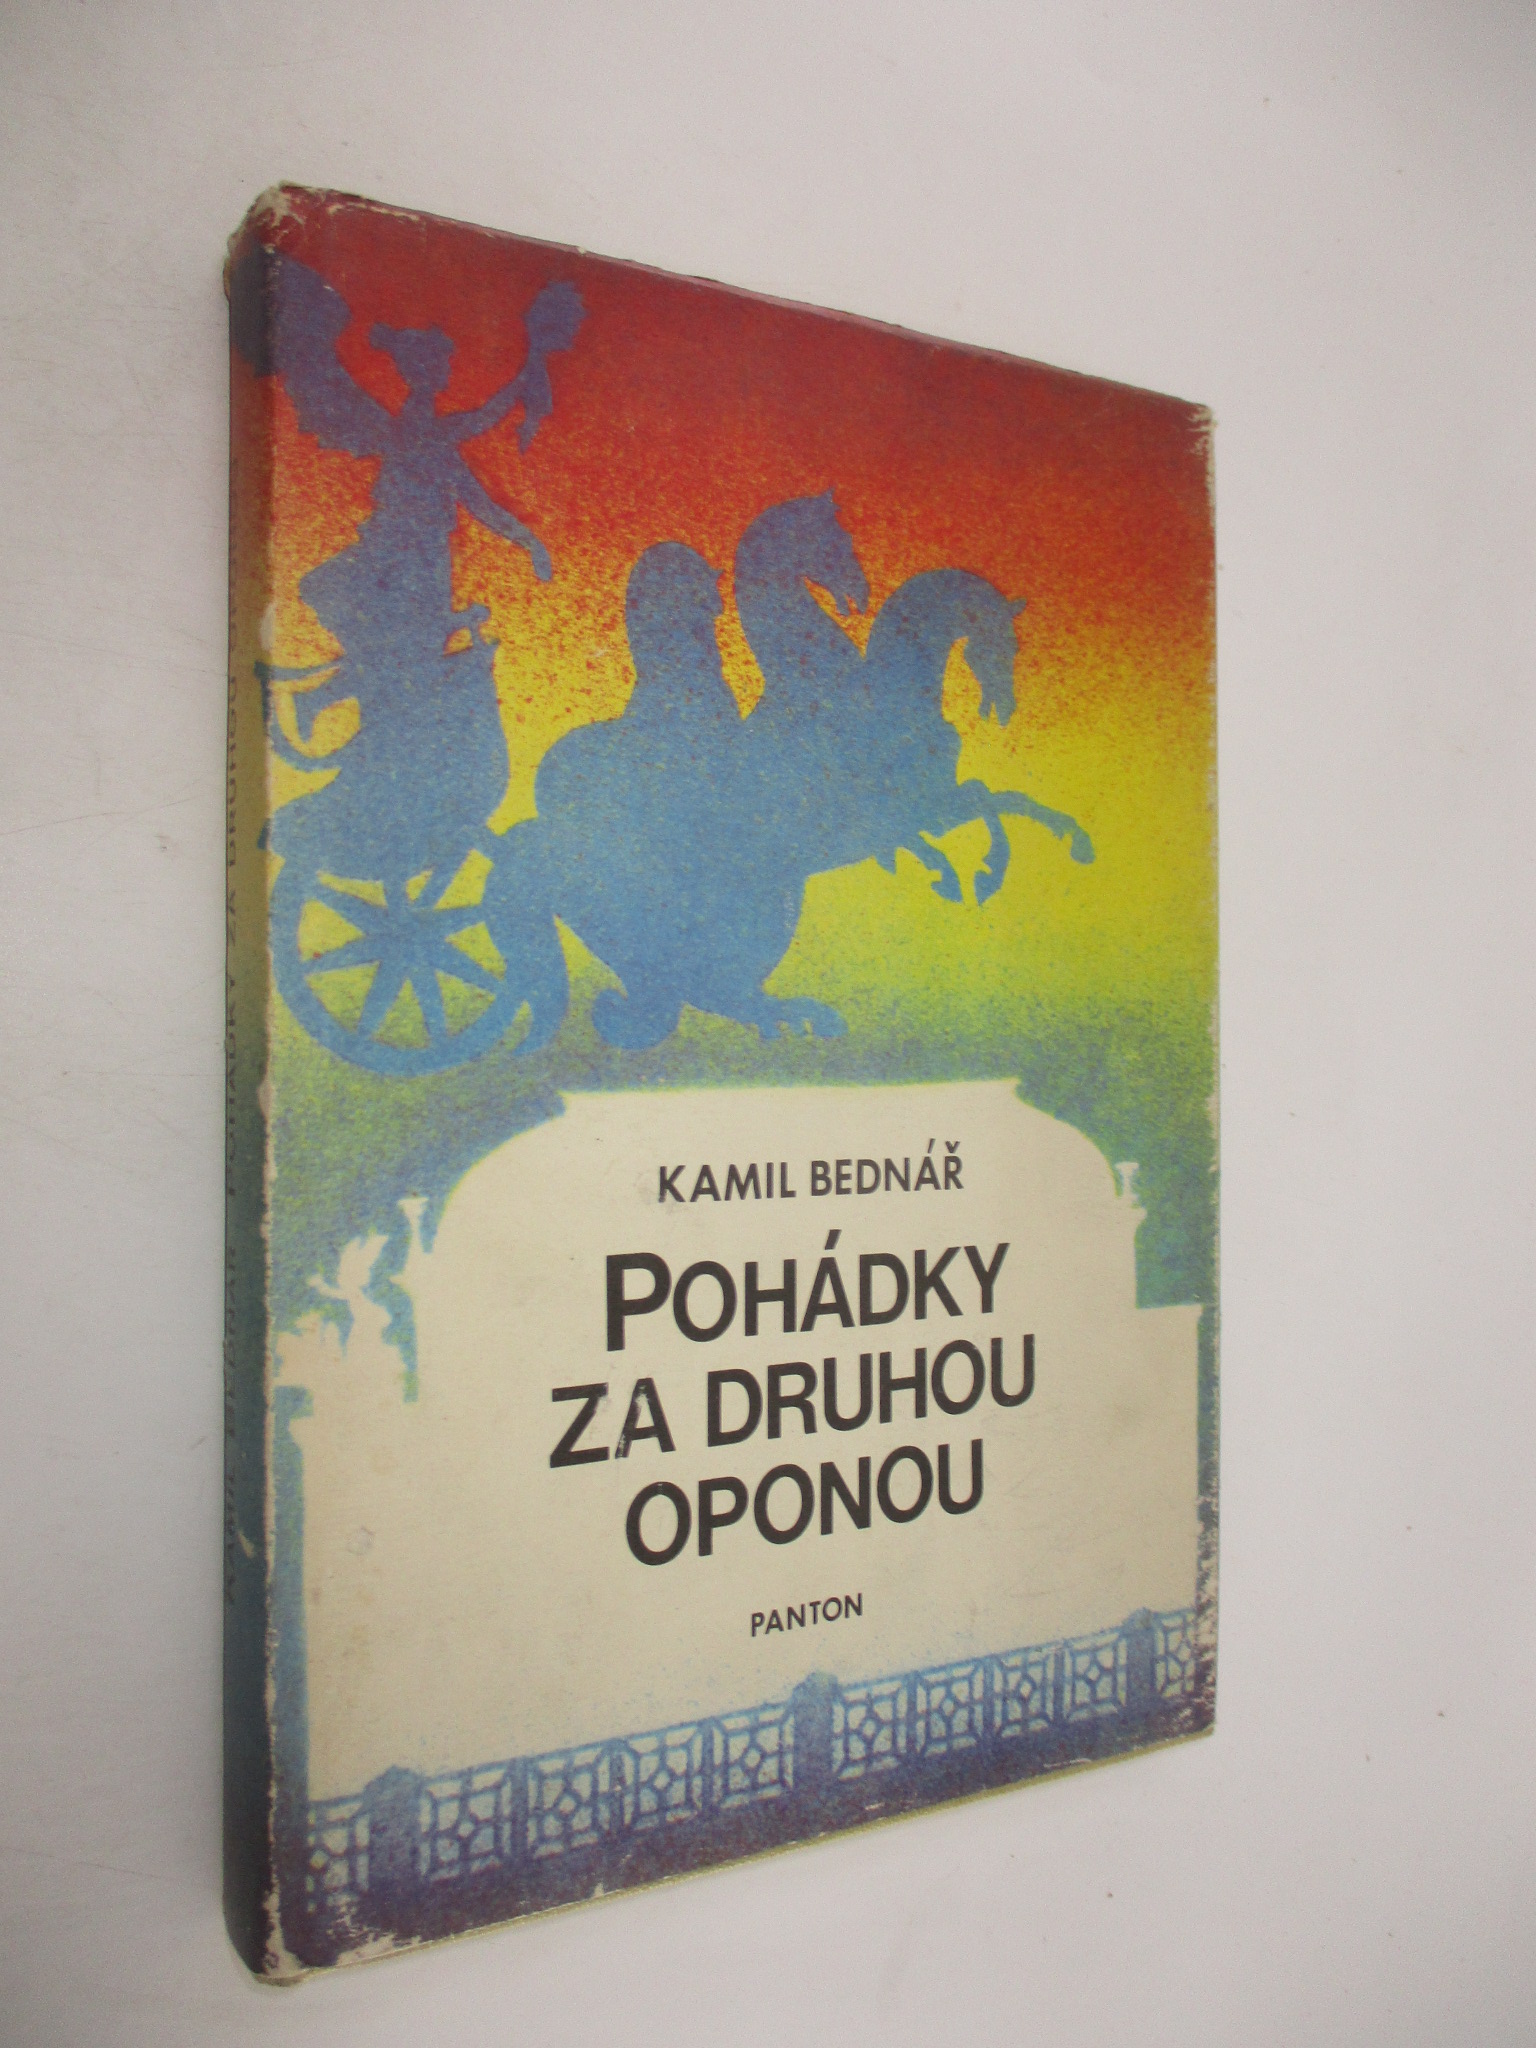 KAMIL BEDNÁŘ
POHÁDKY
ZA DRUHOU
OPONOU
PANTON